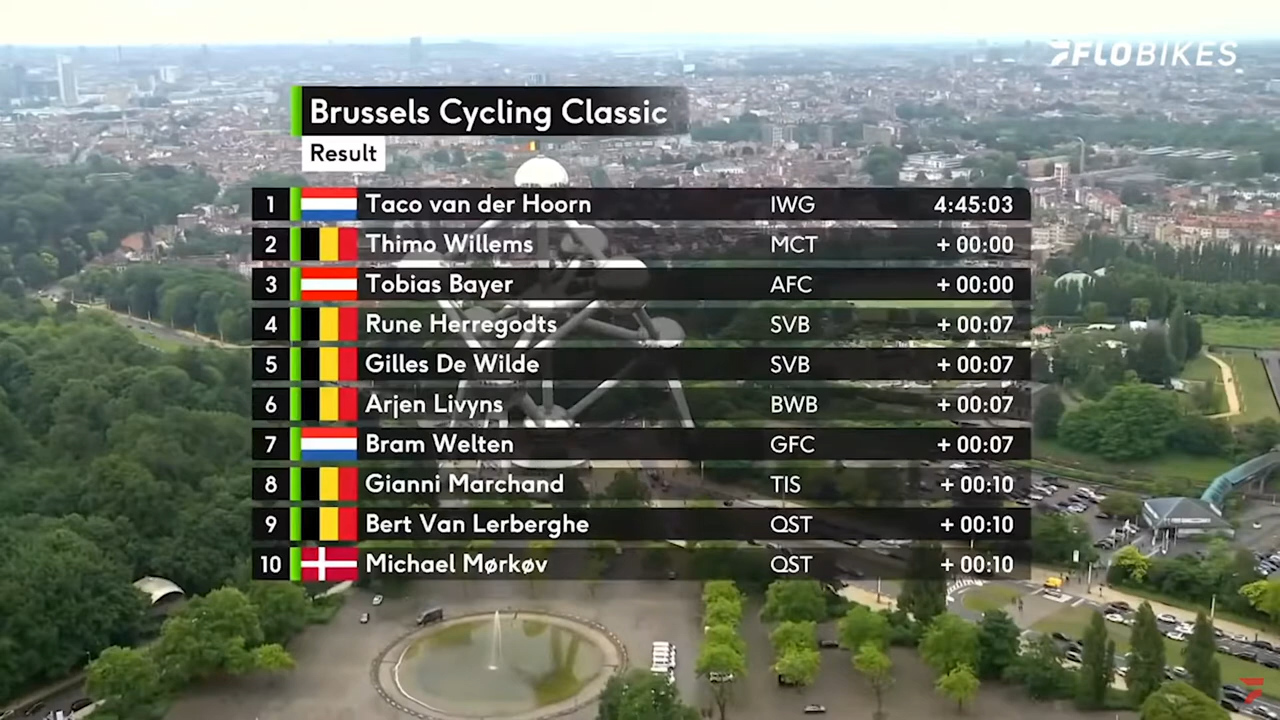 FLOBIKES
Brussels Cycling Classic
Result
1 Taco van der Hoorn IWG 4:45:03
2 Thimo Willems MCT + 00:00
3 Tobias Bayer AFC + 00:00
4 Rune Herregodts SVB + 00:07
5 Gilles De Wilde SVB + 00:07
6 Arjen Livyns BWB + 00:07
7 Bram Welten GFC + 00:07
8 Gianni Marchand TIS + 00:10
9 Bert Van Lerberghe QST + 00:10
10 Michael Mørkøv QST + 00:10